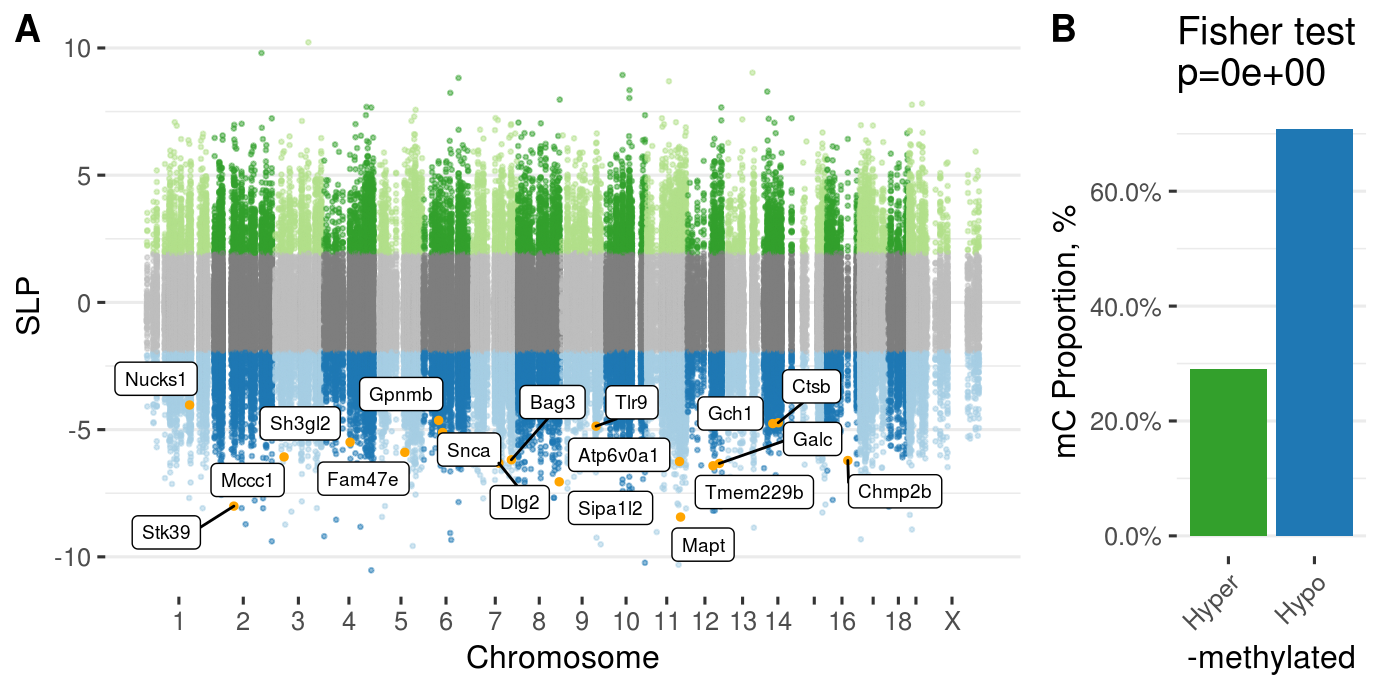 A
SLP
10
5
0
-5
-10
Nucks1
Gpnmb
Ctsb
Bag3
Tlr9
Gch1
Sh3gl2
Galc
Snca
Atp6v0a1
Mccc1
Fam47e
Tmem229b
Chmp2b
Dlg2
Sipa1l2
Stk39
Mapt
1 2 3 4 5 6 7 8 9 10 11 12 13 14 16 18 X
Chromosome
B
Fisher test
p=0e+00
mC Proportion, %
60.0%
40.0%
20.0%
0.0%
Hyper
Hypo
-methylated